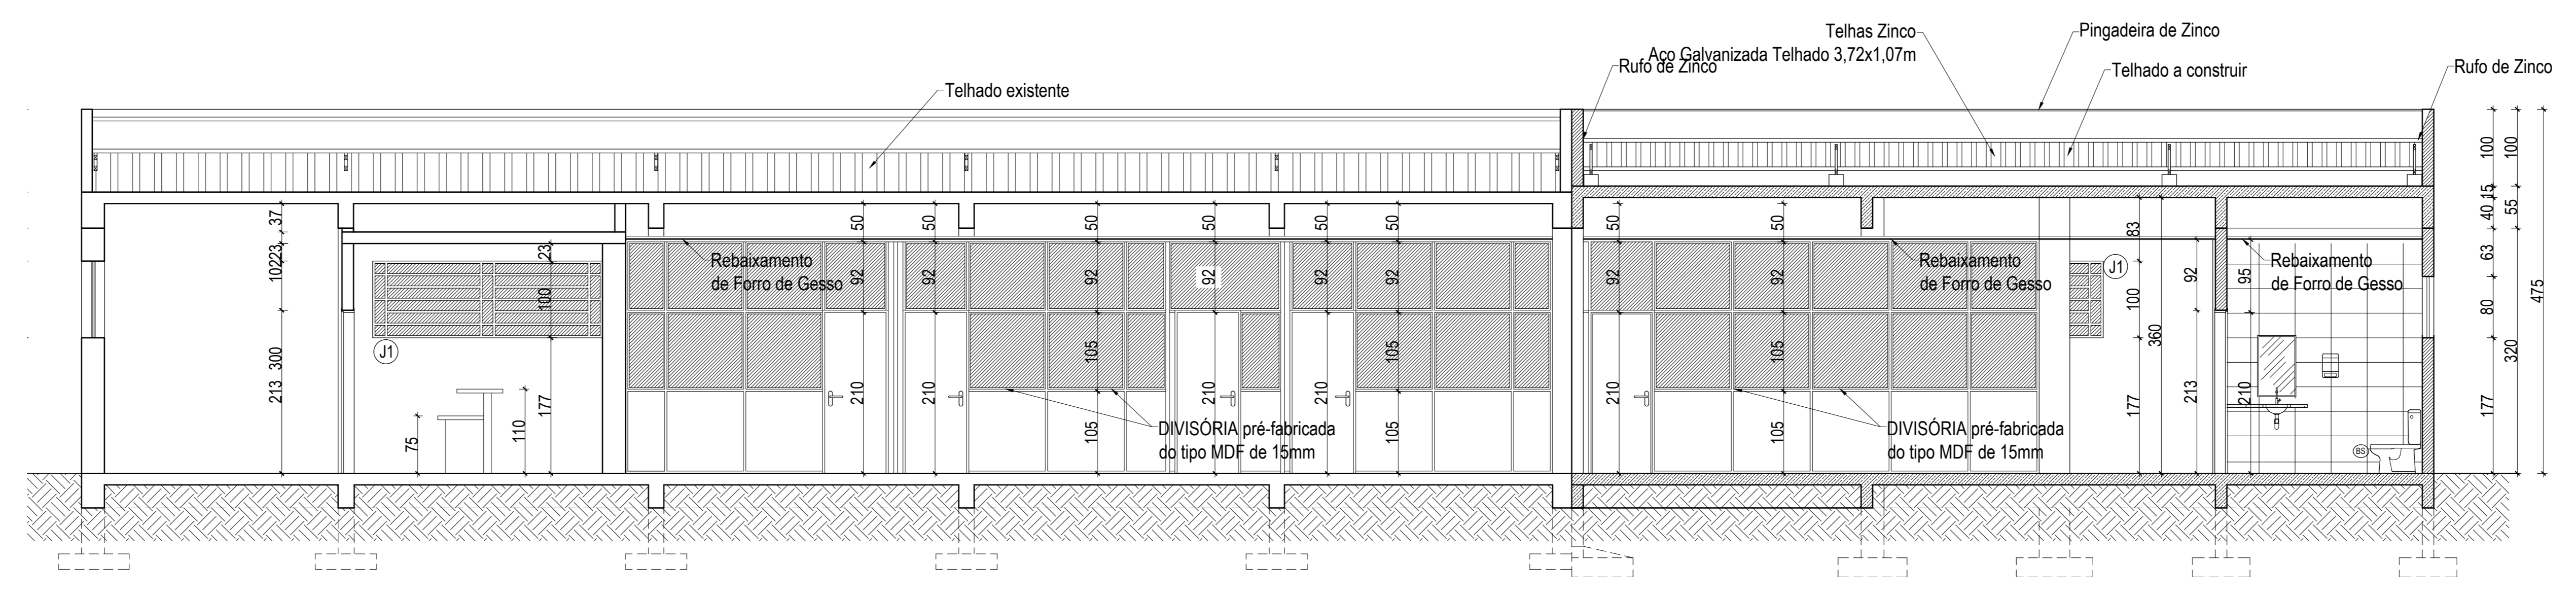 Telhas Zinco
Aço Galvanizada Telhado 3,72x1,07m
Pingadeira de Zinco
Rufo de Zinco
Telhado a construir
Rufo de Zinco
Telhado existente
100
100
15
40
55
63
80
177
320
475
37
23
102
300
213
23
100
177
75
110
J1
50
92
210
50
92
210
50
92
105
105
50
92
210
50
92
210
50
92
105
105
Rebaixamento
de Forro de Gesso
DIVISÓRIA pré-fabricada
do tipo MDF de 15mm
50
92
210
50
92
105
105
Rebaixamento
de Forro de Gesso
DIVISÓRIA pré-fabricada
do tipo MDF de 15mm
83
100
177
360
J1
92
213
95
210
Rebaixamento
de Forro de Gesso
BS